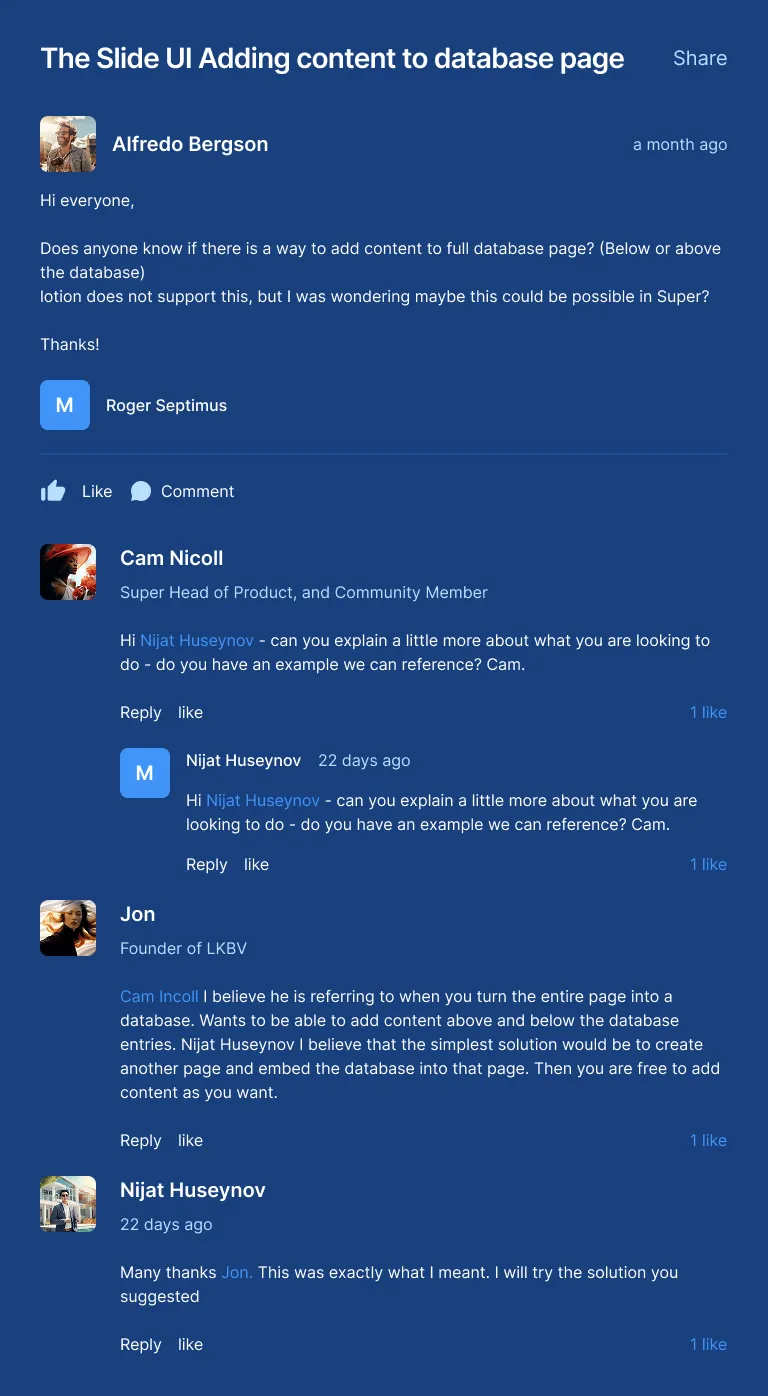 The Slide UI Adding content to database page
Share
Alfredo Bergson
a month ago
Hi everyone,
Does anyone know if there is a way to add content to full database page? (Below or above
the database)
lotion does not support this, but I was wondering maybe this could be possible in Super?
Thanks!
M
Roger Septimus
Like
Comment
Cam Nicoll
Super Head of Product, and Community Member
Hi Nijat Huseynov - can you explain a little more about what you are looking to
do - do you have an example we can reference? Cam.
Reply like
1 like
M
Nijat Huseynov 22 days ago
Hi Nijat Huseynov - can you explain a little more about what you are
looking to do - do you have an example we can reference? Cam.
Reply like
1 like
Jon
Founder of LKBV
Cam Incoll I believe he is referring to when you turn the entire page into a
database. Wants to be able to add content above and below the database
entries. Nijat Huseynov I believe that the simplest solution would be to create
another page and embed the database into that page. Then you are free to add
content as you want.
Reply like
1 like
Nijat Huseynov
22 days ago
Many thanks Jon. This was exactly what I meant. I will try the solution you
suggested
Reply like
1 like